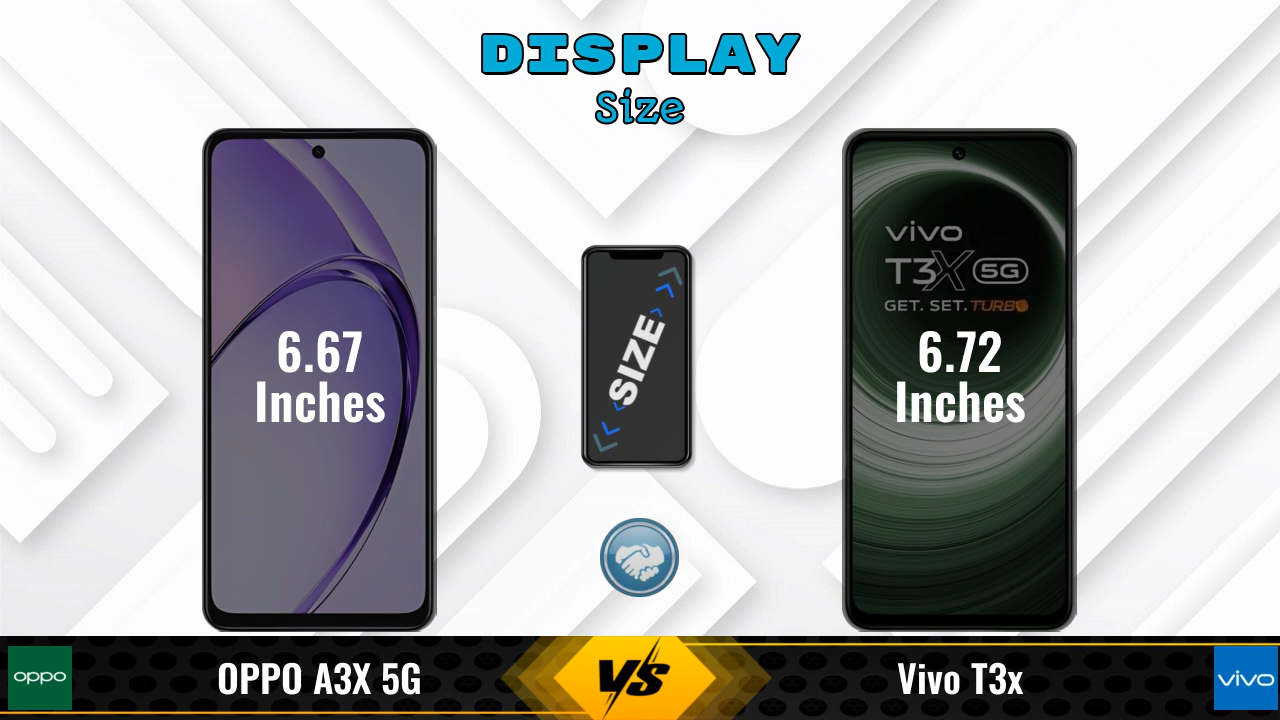 DISPLAY
Size
6.67
Inches
SIZE
vivo
T3X 5G
GET. SET. TURBO
6.72
Inches
oppo
OPPO A3X 5G
VS
Vivo T3x
vivo